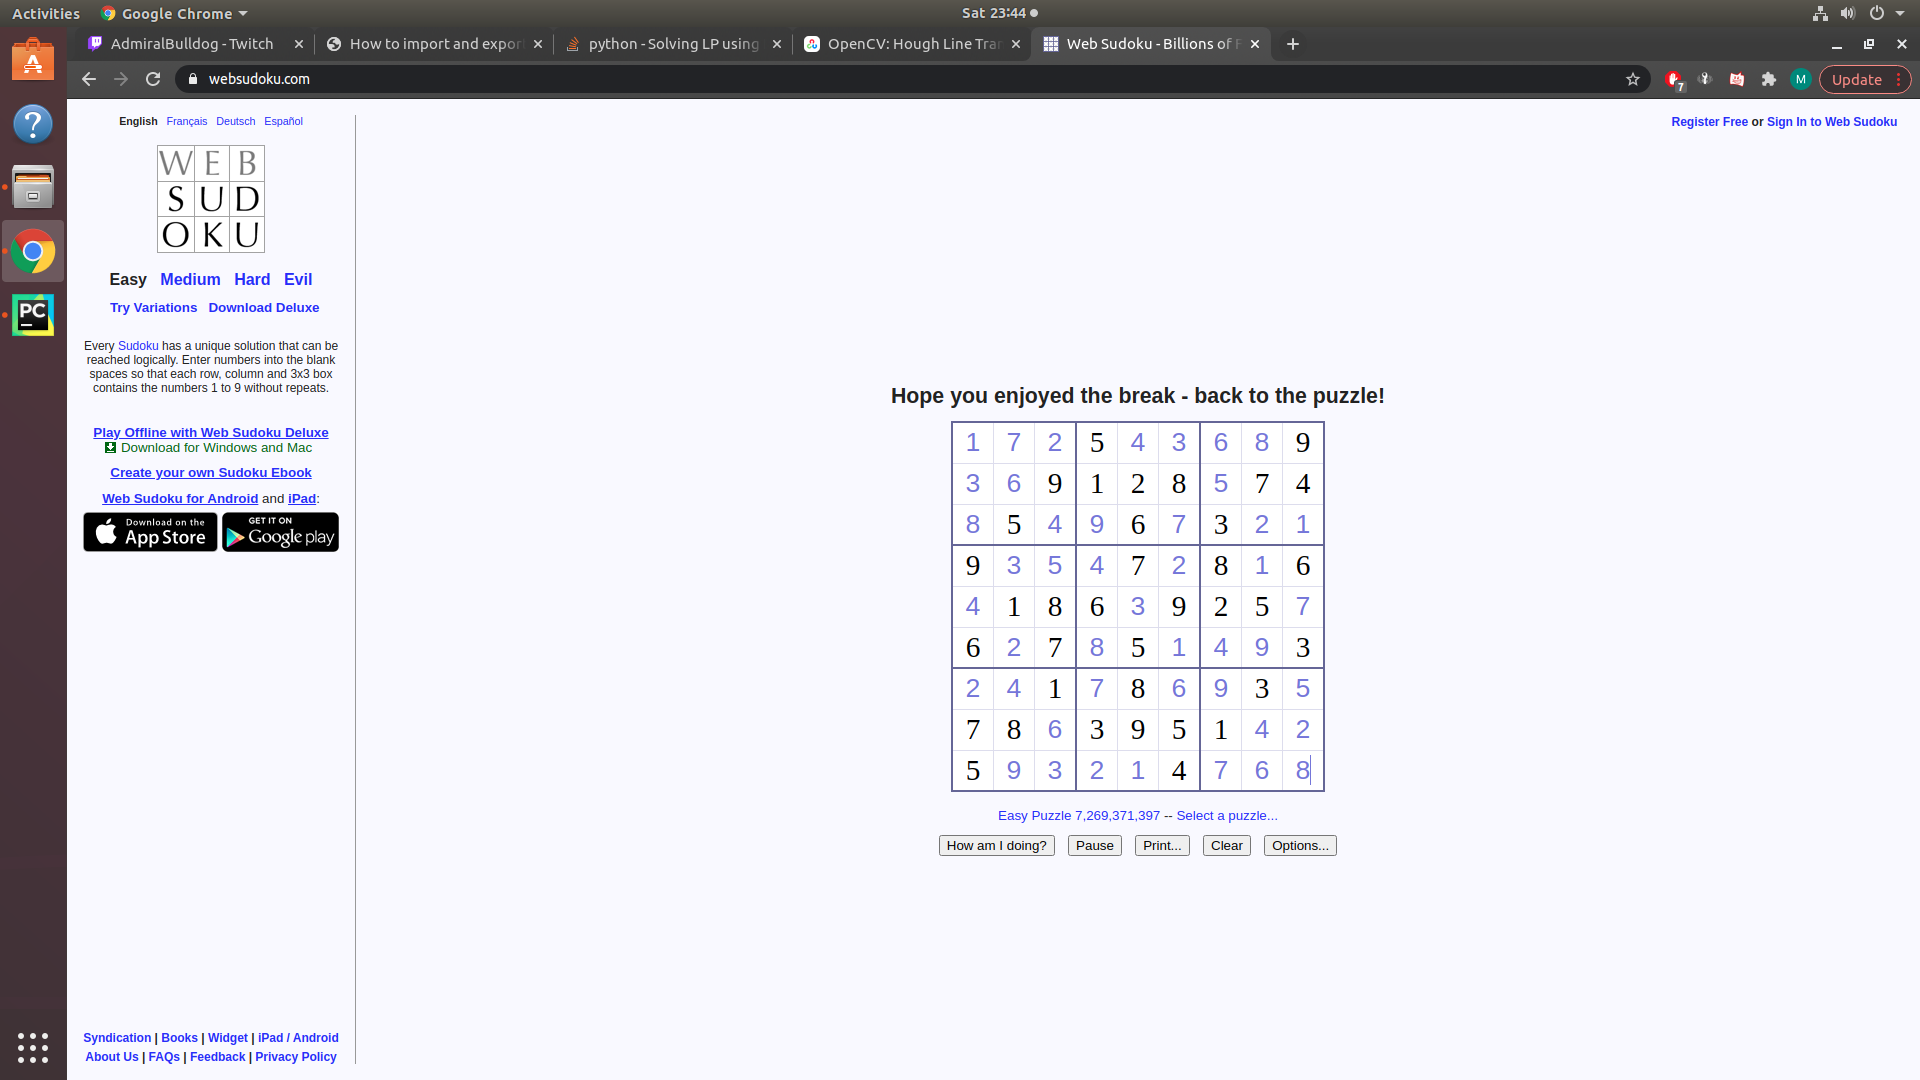 Activities Google Chrome Sat 23:44
AdmiralBulldog - Twitch How to import and expor python - Solving LP using OpenCV: Hough Line Tra Web Sudoku - Billions of F
websudoku.com 7 M Update
English Français Deutsch Español
Register Free or Sign In to Web Sudoku
W E B
S U D
O K U
Easy Medium Hard Evil
Try Variations Download Deluxe
Every Sudoku has a unique solution that can be
reached logically. Enter numbers into the blank
spaces so that each row, column and 3x3 box
contains the numbers 1 to 9 without repeats.
Play Offline with Web Sudoku Deluxe
Download for Windows and Mac
Create your own Sudoku Ebook
Web Sudoku for Android and iPad:
Download on the App Store
GET IT ON Google play
PC
Hope you enjoyed the break - back to the puzzle!
1 7 2 5 4 3 6 8 9
3 6 9 1 2 8 5 7 4
8 5 4 9 6 7 3 2 1
9 3 5 4 7 2 8 1 6
4 1 8 6 3 9 2 5 7
6 2 7 8 5 1 4 9 3
2 4 1 7 8 6 9 3 5
7 8 6 3 9 5 1 4 2
5 9 3 2 1 4 7 6 8
Easy Puzzle 7,269,371,397 -- Select a puzzle...
How am I doing? Pause Print... Clear Options...
Syndication | Books | Widget | iPad / Android
About Us | FAQs | Feedback | Privacy Policy